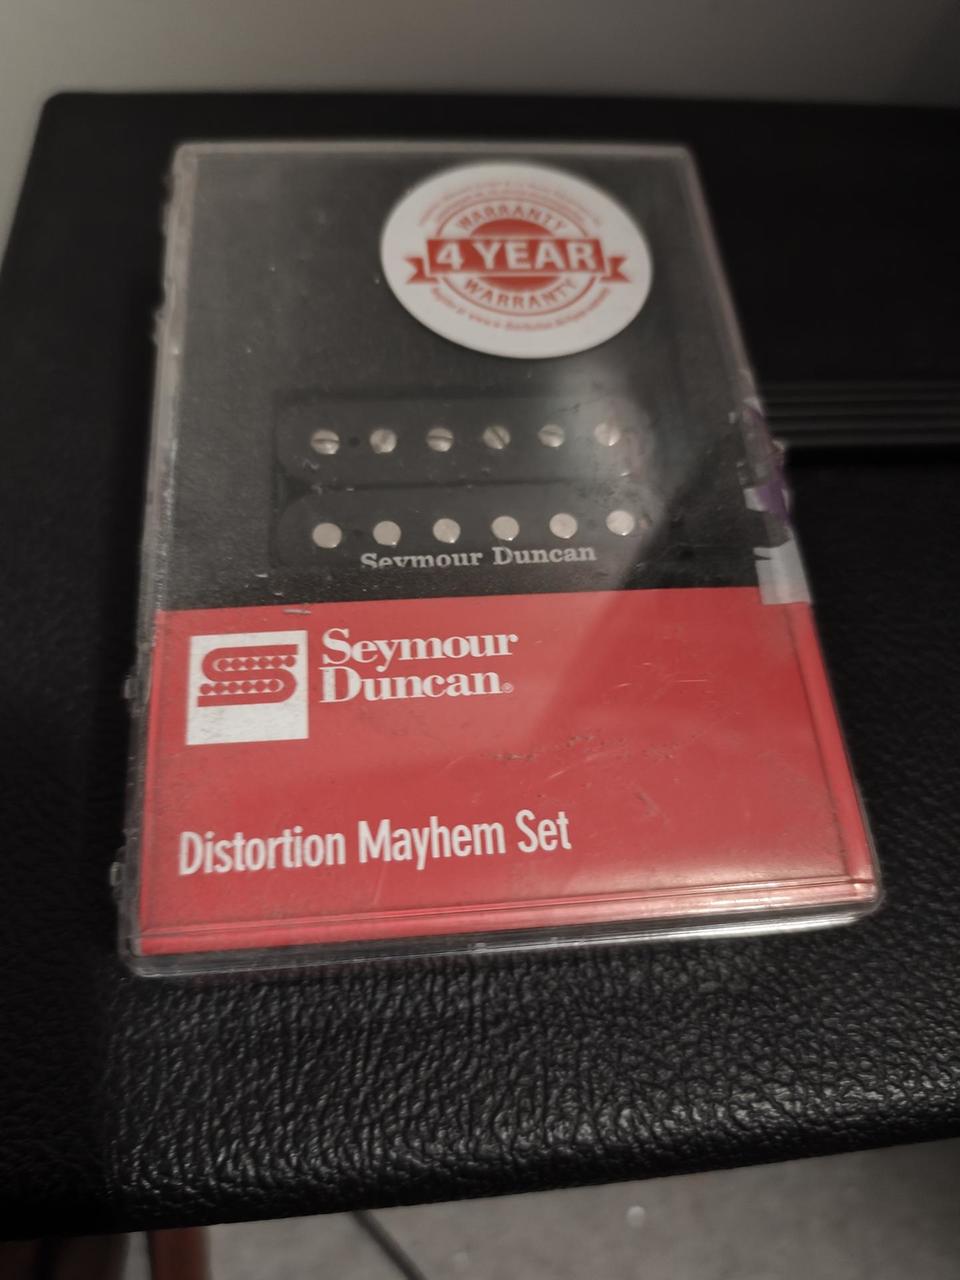 WARRANTY
4 YEAR
WARRANTY
Seymour Duncan
Seymour
Duncan®
Distortion Mayhem Set